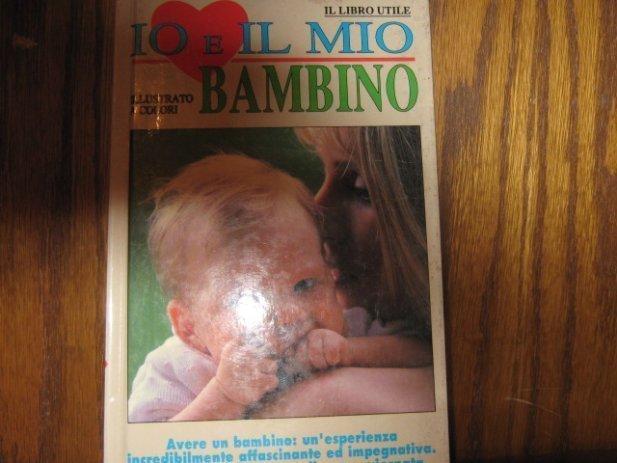 IL LIBRO UTILE
IO E IL MIO
ILLUSTRATO
A COLORI
BAMBINO
Avere un bambino: un'esperienza
incredibilmente affascinante ed impegnativa.